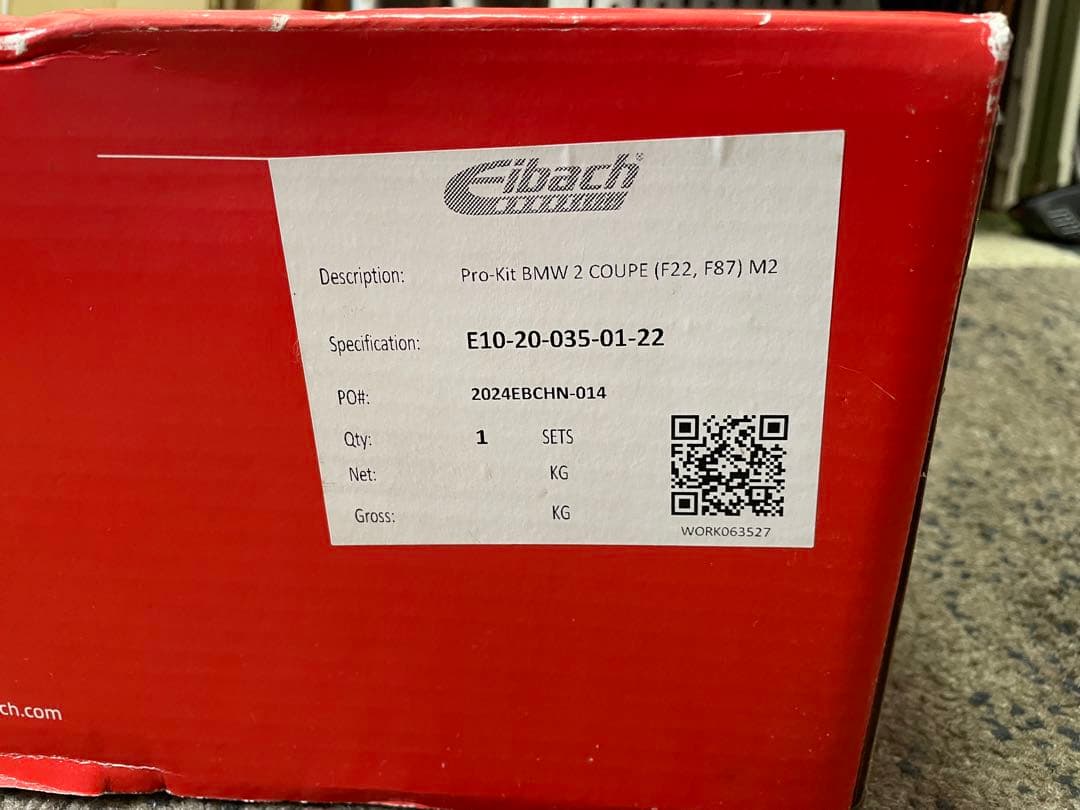 Eibach®
Description: Pro-Kit BMW 2 COUPE (F22, F87) M2
Specification: E10-20-035-01-22
PO#: 2024EBCHN-014
Qty: 1 SETS
Net: KG
Gross: KG
WORK063527
ch.com